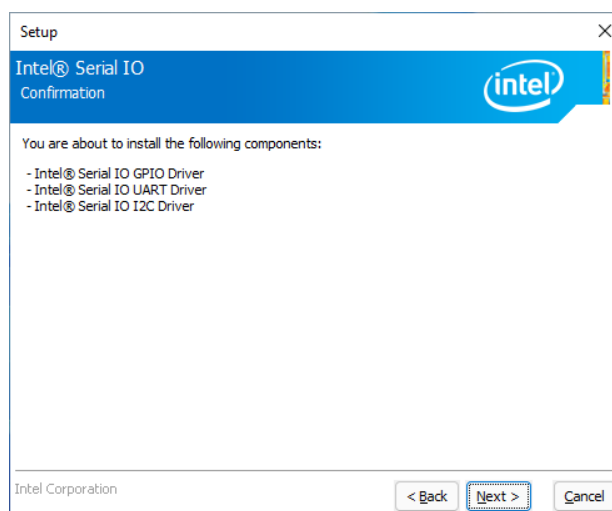 Setup
Intel® Serial IO
Confirmation
intel
You are about to install the following components:
- Intel® Serial IO GPIO Driver
- Intel® Serial IO UART Driver
- Intel® Serial IO I2C Driver
Intel Corporation
< Back
Next >
Cancel